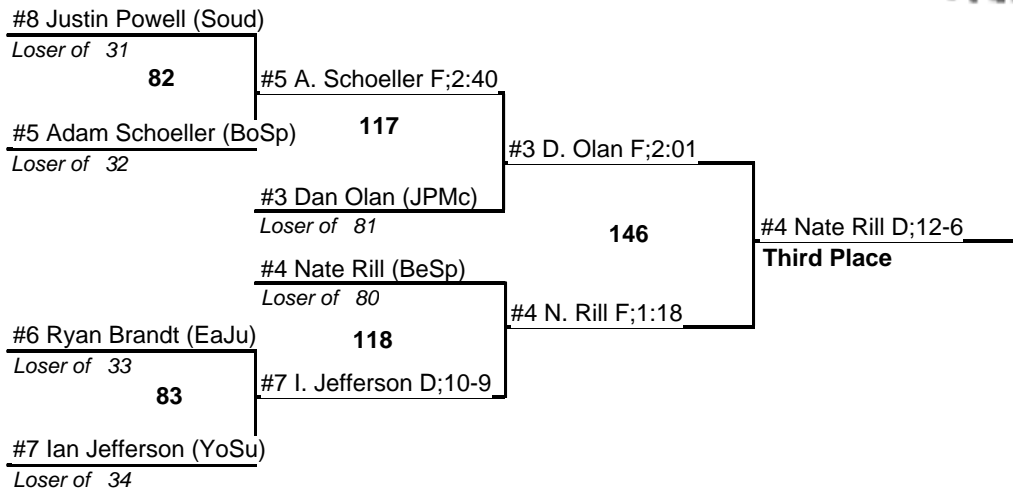 #8 Justin Powell (Soud)
Loser of 31
82
#5 A. Schoeller F;2:40
#5 Adam Schoeller (BoSp)
Loser of 32
117
#3 D. Olan F;2:01
#3 Dan Olan (JPMc)
Loser of 81
146
#4 Nate Rill D;12-6
Third Place
#4 Nate Rill (BeSp)
Loser of 80
#4 N. Rill F;1:18
#6 Ryan Brandt (EaJu)
Loser of 33
118
83
#7 I. Jefferson D;10-9
#7 Ian Jefferson (YoSu)
Loser of 34